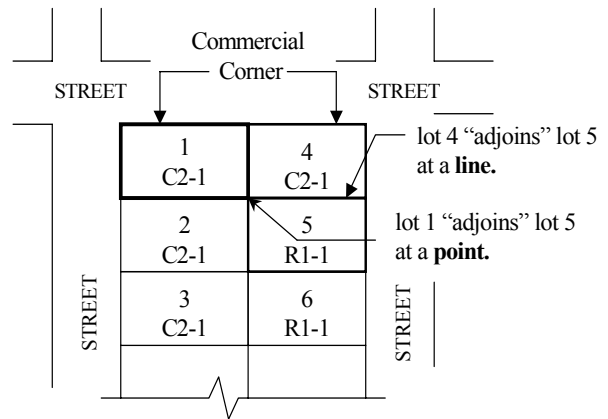 Commercial
Corner
STREET
STREET
lot 4 “adjoins” lot 5
at a line.
1
C2-1
4
C2-1
2
C2-1
5
R1-1
lot 1 “adjoins” lot 5
at a point.
3
C2-1
6
R1-1
STREET
STREET